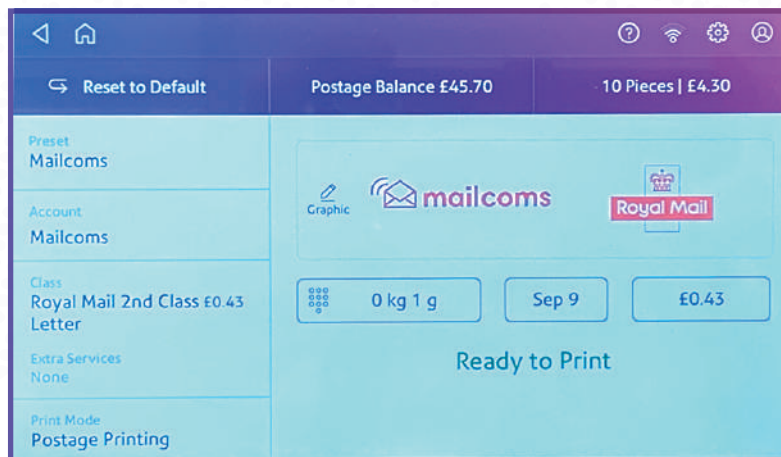 Reset to Default
Postage Balance £45.70
10 Pieces | £4.30
Preset
Mailcoms
Account
Mailcoms
Class
Royal Mail 2nd Class £0.43
Letter
Extra Services
None
Print Mode
Postage Printing
Graphic
mailcoms
Royal Mail
0 kg 1 g
Sep 9
£0.43
Ready to Print